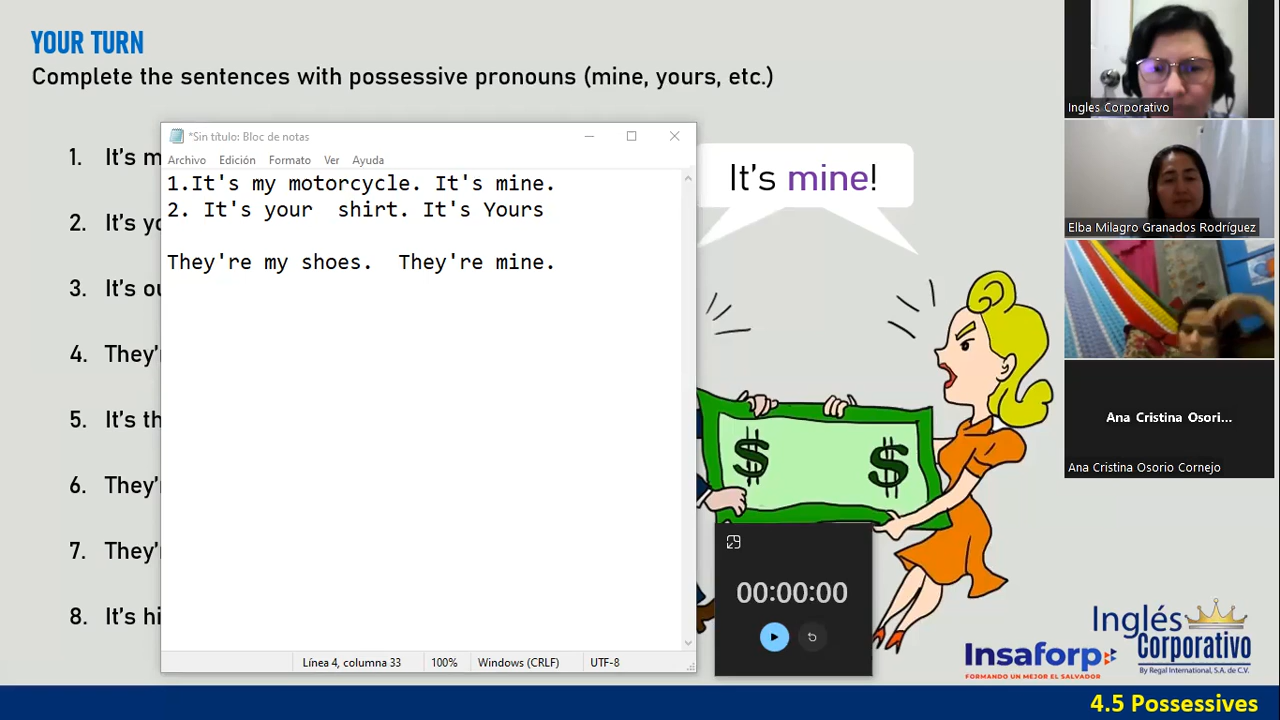 YOUR TURN
Complete the sentences with possessive pronouns (mine, yours, etc.)
1. It's m
2. It's yo
3. It's ou
4. They'r
5. It's th
6. They'r
7. They'r
8. It's hi
*Sin título: Bloc de notas
Archivo Edición Formato Ver Ayuda
1.It's my motorcycle. It's mine.
2. It's your  shirt. It's Yours
They're my shoes.  They're mine.
Línea 4, columna 33 100% Windows (CRLF) UTF-8
It's mine!
$ $
00:00:00
Ingles Corporativo
Elba Milagro Granados Rodríguez
Ana Cristina Osori...
Ana Cristina Osorio Cornejo
Insaforp
FORMANDO UN MEJOR EL SALVADOR
Inglés
Corporativo
By Regal International, S.A. de C.V.
4.5 Possessives